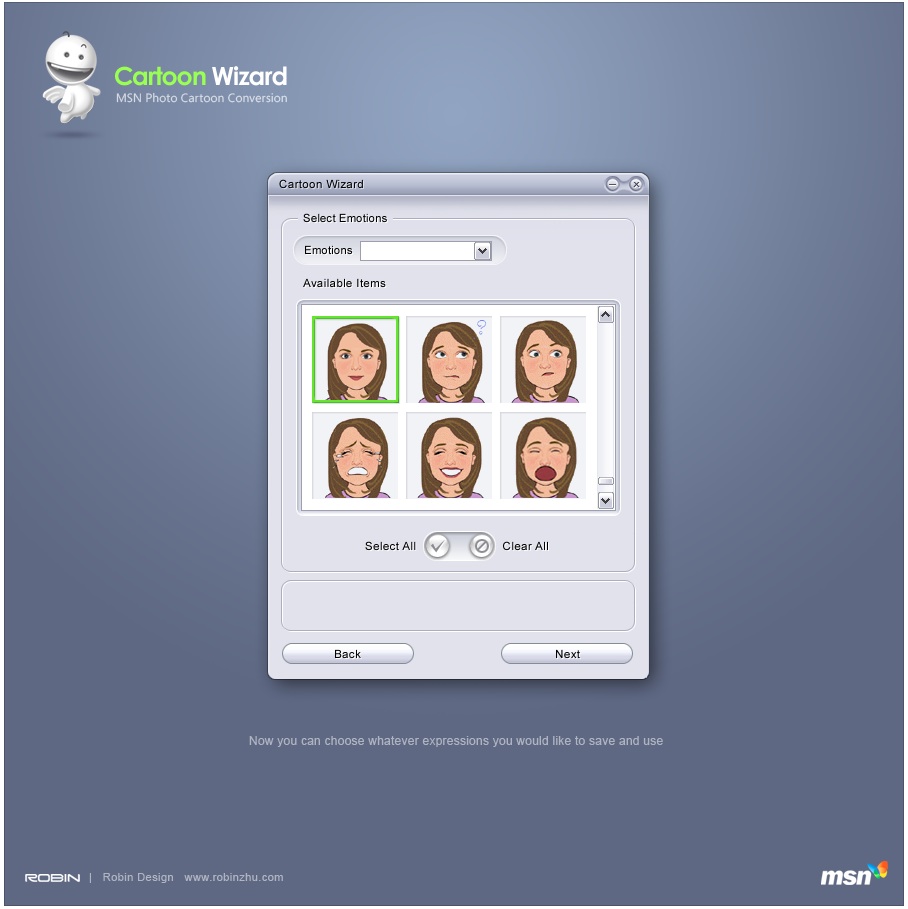 Cartoon Wizard
MSN Photo Cartoon Conversion
Cartoon Wizard
Select Emotions
Emotions
Available Items
?
Select All
Clear All
Back
Next
Now you can choose whatever expressions you would like to save and use
ROBIN | Robin Design www.robinzhu.com
msn